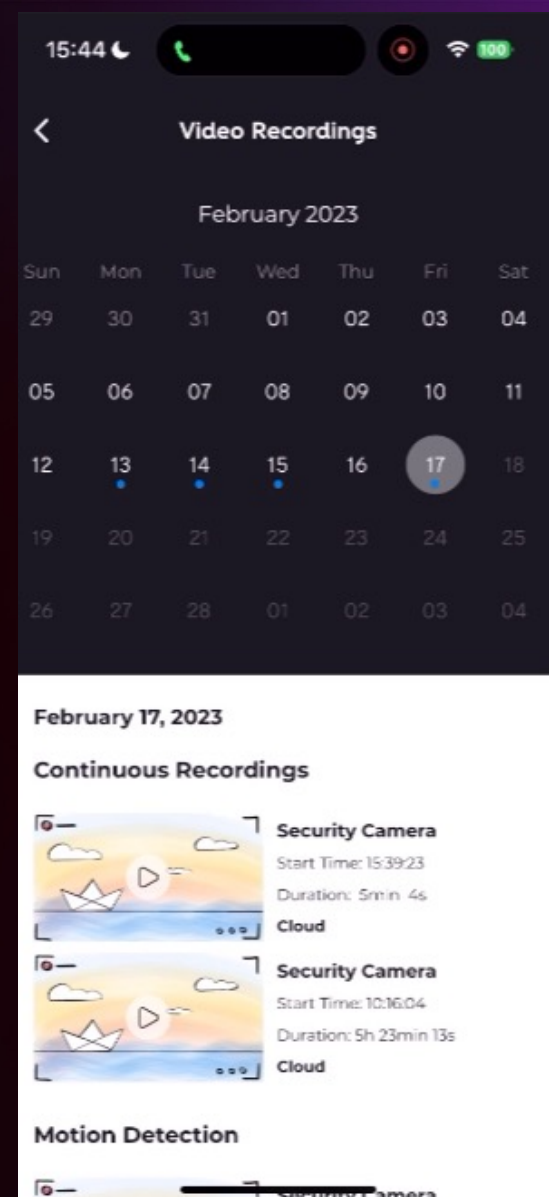 15:44
100
Video Recordings
February 2023
Sun Mon Tue Wed Thu Fri Sat
29 30 31 01 02 03 04
05 06 07 08 09 10 11
12 13 14 15 16 17 18
19 20 21 22 23 24 25
26 27 28 01 02 03 04
February 17, 2023
Continuous Recordings
Security Camera
Start Time: 15:39:23
Duration: 5min 4s
Cloud
Security Camera
Start Time: 10:16:04
Duration: 5h 23min 13s
Cloud
Motion Detection
Security Camera